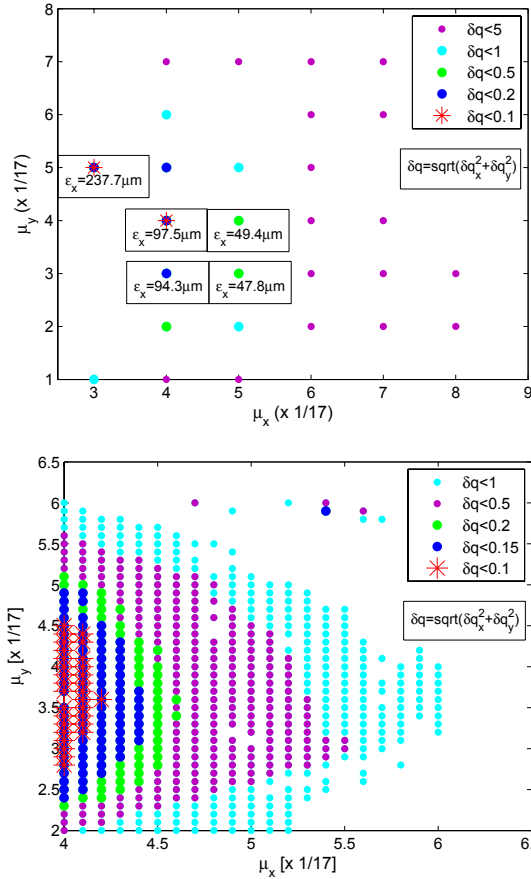 8
7
6
5
4
3
2
1
3
4
5
6
7
8
9
μy (x 1/17)
μx (x 1/17)
δq<5
δq<1
δq<0.5
δq<0.2
δq<0.1
δq=sqrt(δqx²+δqy²)
εx=237.7μm
εx=97.5μm
εx=49.4μm
εx=94.3μm
εx=47.8μm
6.5
6
5.5
5
4.5
4
3.5
3
2.5
2
4
4.5
5
5.5
6
6.5
μy [x 1/17]
μx [x 1/17]
δq<1
δq<0.5
δq<0.2
δq<0.15
δq<0.1
δq=sqrt(δqx²+δqy²)